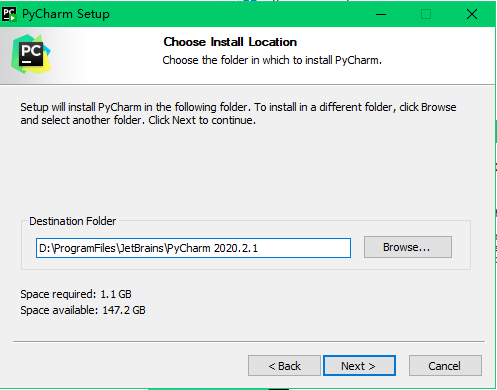 PC PyCharm Setup
PC
Choose Install Location
Choose the folder in which to install PyCharm.
Setup will install PyCharm in the following folder. To install in a different folder, click Browse
and select another folder. Click Next to continue.
Destination Folder
D:\ProgramFiles\JetBrains\PyCharm 2020.2.1
Browse...
Space required: 1.1 GB
Space available: 147.2 GB
< Back
Next >
Cancel